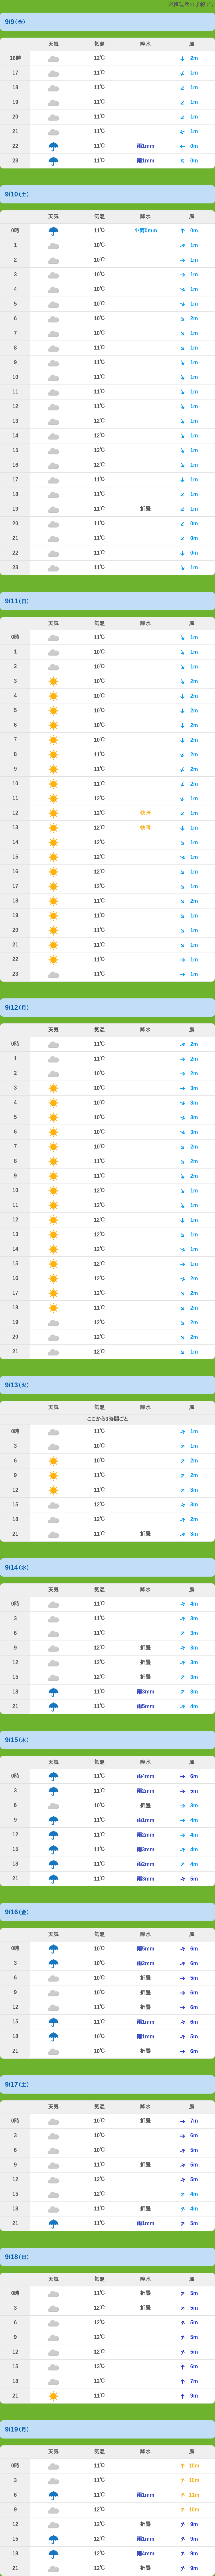 9/9(金)
天気 気温 降水 風
16時 12℃ 2m
17 11℃ 1m
18 11℃ 1m
19 11℃ 1m
20 11℃ 1m
21 11℃ 1m
22 11℃ 雨1mm 0m
23 11℃ 雨1mm 0m
9/10(土)
天気 気温 降水 風
0時 11℃ 小雨0mm 0m
1 10℃ 1m
2 10℃ 1m
3 10℃ 1m
4 10℃ 1m
5 10℃ 1m
6 10℃ 2m
7 10℃ 1m
8 11℃ 1m
9 11℃ 1m
10 11℃ 1m
11 11℃ 1m
12 12℃ 1m
13 12℃ 1m
14 12℃ 1m
15 12℃ 1m
16 12℃ 1m
17 11℃ 1m
18 11℃ 1m
19 11℃ 折曇 1m
20 11℃ 0m
21 11℃ 0m
22 11℃ 0m
23 11℃ 1m
9/11(日)
天気 気温 降水 風
0時 11℃ 1m
1 10℃ 1m
2 10℃ 1m
3 10℃ 2m
4 10℃ 2m
5 10℃ 2m
6 10℃ 2m
7 10℃ 2m
8 11℃ 2m
9 11℃ 2m
10 11℃ 2m
11 12℃ 1m
12 12℃ 快晴 1m
13 12℃ 快晴 1m
14 12℃ 1m
15 12℃ 1m
16 12℃ 1m
17 12℃ 1m
18 11℃ 2m
19 11℃ 1m
20 11℃ 1m
21 11℃ 1m
22 11℃ 1m
23 11℃ 1m
9/12(月)
天気 気温 降水 風
0時 11℃ 2m
1 11℃ 2m
2 11℃ 2m
3 10℃ 3m
4 11℃ 3m
5 10℃ 3m
6 10℃ 3m
7 10℃ 2m
8 11℃ 2m
9 11℃ 2m
10 12℃ 1m
11 12℃ 1m
12 12℃ 1m
13 12℃ 1m
14 12℃ 1m
15 12℃ 1m
16 12℃ 2m
17 12℃ 2m
18 11℃ 2m
19 12℃ 2m
20 12℃ 2m
21 12℃ 1m
9/13(火)
天気 気温 降水 風
ここから3時間ごと
0時 11℃ 1m
3 10℃ 1m
6 10℃ 2m
9 11℃ 2m
12 11℃ 3m
15 12℃ 3m
18 12℃ 2m
21 11℃ 折曇 3m
9/14(水)
天気 気温 降水 風
0時 11℃ 4m
3 11℃ 3m
6 11℃ 3m
9 12℃ 折曇 3m
12 12℃ 折曇 3m
15 12℃ 折曇 3m
18 12℃ 雨3mm 3m
21 12℃ 雨5mm 4m
9/15(木)
天気 気温 降水 風
0時 11℃ 雨4mm 6m
3 11℃ 雨2mm 5m
6 10℃ 折曇 3m
9 11℃ 雨1mm 4m
12 11℃ 雨2mm 4m
15 11℃ 雨3mm 4m
18 11℃ 雨2mm 4m
21 11℃ 雨3mm 5m
9/16(金)
天気 気温 降水 風
0時 10℃ 雨5mm 6m
3 10℃ 雨2mm 6m
6 10℃ 折曇 5m
9 10℃ 折曇 6m
12 11℃ 折曇 6m
15 11℃ 雨1mm 6m
18 10℃ 雨1mm 5m
21 11℃ 折曇 6m
9/17(土)
天気 気温 降水 風
0時 10℃ 折曇 7m
3 10℃ 6m
6 10℃ 5m
9 11℃ 折曇 5m
12 12℃ 5m
15 12℃ 4m
18 11℃ 折曇 4m
21 11℃ 雨1mm 5m
9/18(日)
天気 気温 降水 風
0時 11℃ 折曇 5m
3 12℃ 折曇 5m
6 12℃ 5m
9 12℃ 5m
12 12℃ 5m
15 13℃ 6m
18 12℃ 7m
21 11℃ 9m
9/19(月)
天気 気温 降水 風
0時 11℃ 10m
3 11℃ 10m
6 11℃ 雨1mm 11m
9 12℃ 10m
12 12℃ 折曇 9m
15 12℃ 雨1mm 9m
18 12℃ 雨4mm 9m
21 11℃ 折曇 9m